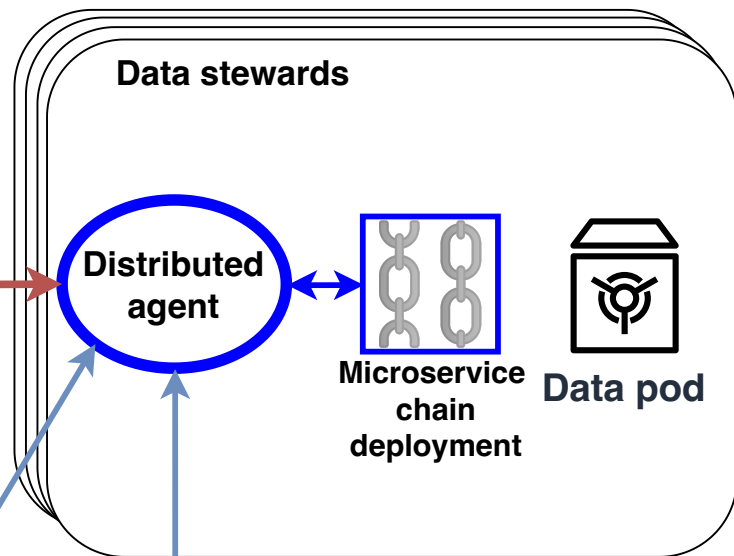 Data stewards
Distributed
agent
Microservice
chain
deployment
Data pod